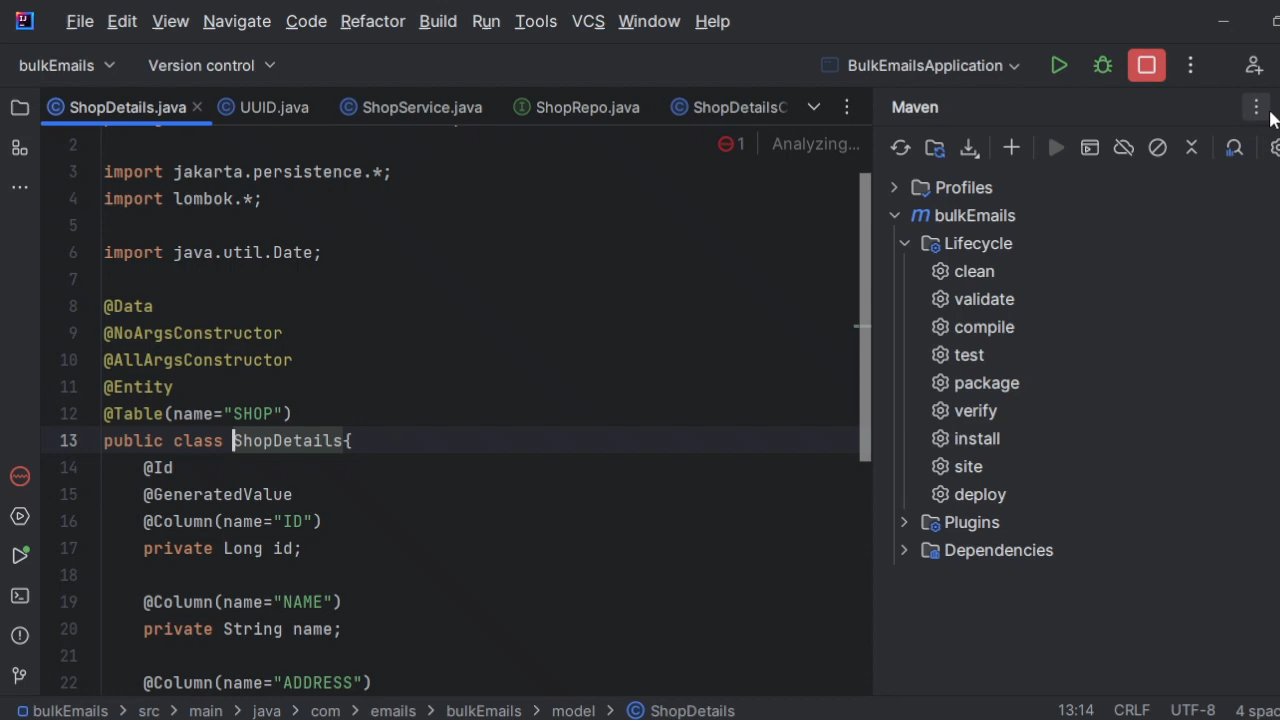 File Edit View Navigate Code Refactor Build Run Tools VCS Window Help
bulkEmails Version control BulkEmailsApplication
ShopDetails.java UUID.java ShopService.java ShopRepo.java ShopDetailsC
Maven
1 Analyzing...
2
3 import jakarta.persistence.*;
4 import lombok.*;
5
6 import java.util.Date;
7
8 @Data
9 @NoArgsConstructor
10 @AllArgsConstructor
11 @Entity
12 @Table(name="SHOP")
13 public class ShopDetails{
14 @Id
15 @GeneratedValue
16 @Column(name="ID")
17 private Long id;
18
19 @Column(name="NAME")
20 private String name;
21
22 @Column(name="ADDRESS")
Profiles
m bulkEmails
Lifecycle
clean
validate
compile
test
package
verify
install
site
deploy
Plugins
Dependencies
bulkEmails > src > main > java > com > emails > bulkEmails > model > ShopDetails
13:14 CRLF UTF-8 4 spac